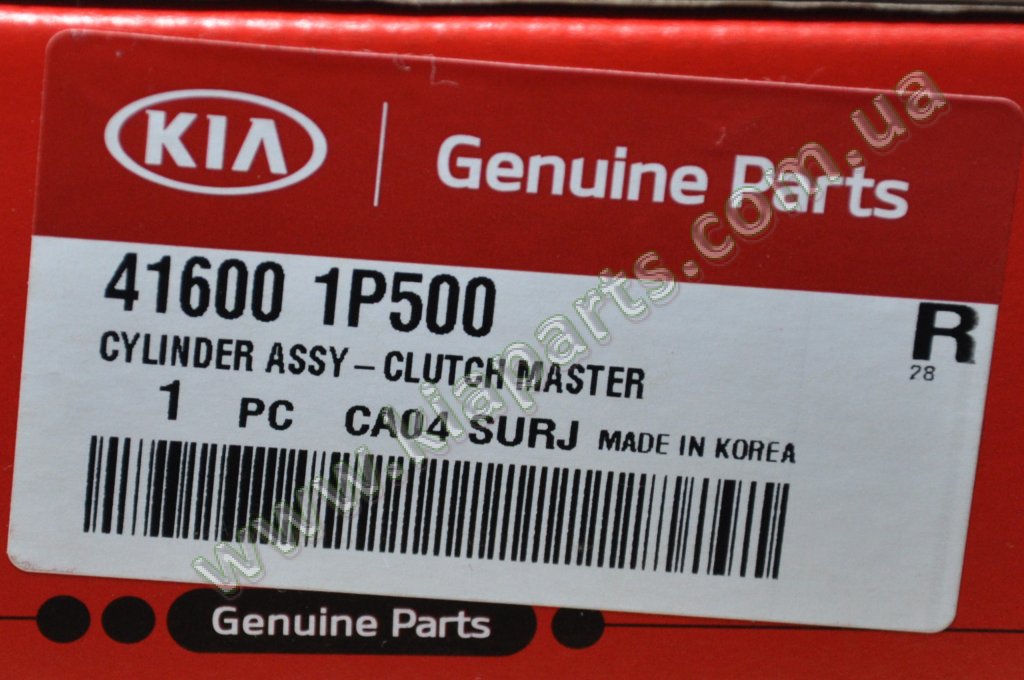 KIA
Genuine Parts
41600 1P500
R
28
CYLINDER ASSY – CLUTCH MASTER
1 PC CA04 SURJ MADE IN KOREA
www.kiaparts.com.ua
Genuine Parts